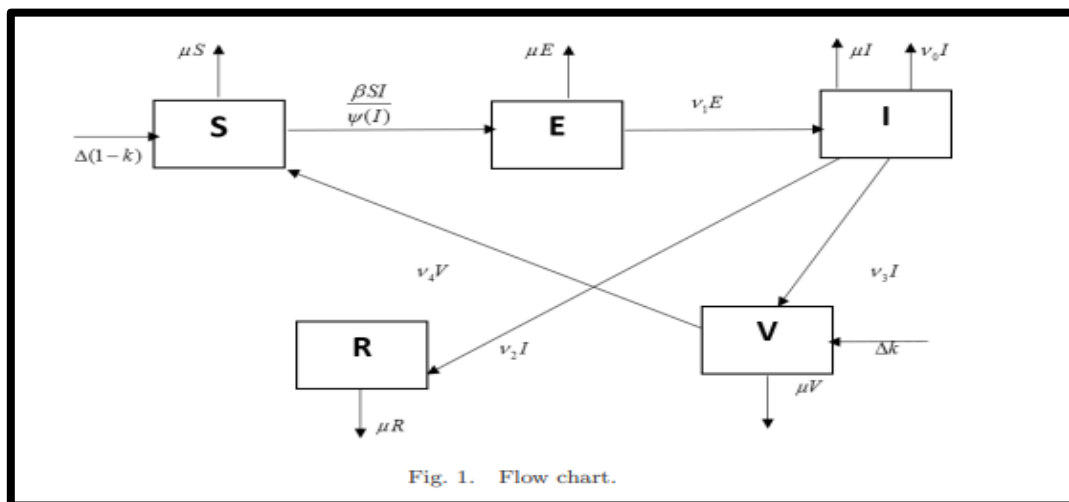 μS
μE
μI
ν₀I
βSI
ψ(I)
ν₁E
S
E
I
Δ(1−k)
ν₄V
ν₃I
R
V
ν₂I
Δk
μV
μR
Fig. 1. Flow chart.